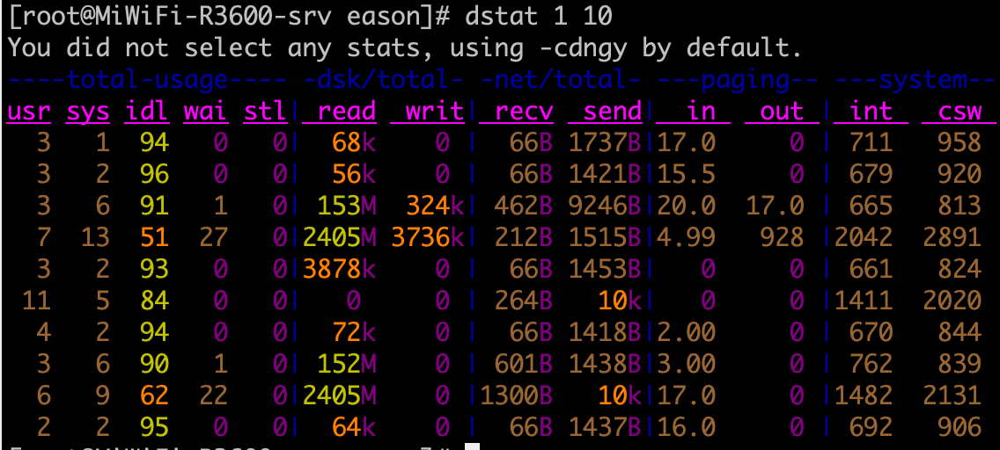 [root@MiWiFi-R3600-srv eason]# dstat 1 10
You did not select any stats, using -cdngy by default.
----total-usage---- -dsk/total- -net/total- ---paging-- ---system--
usr sys idl wai stl| read writ| recv send| in out | int csw
3 1 94 0 0| 68k 0 | 66B 1737B|17.0 0 | 711 958
3 2 96 0 0| 56k 0 | 66B 1421B|15.5 0 | 679 920
3 6 91 1 0| 153M 324k| 462B 9246B|20.0 17.0 | 665 813
7 13 51 27 0|2405M 3736k| 212B 1515B|4.99 928 |2042 2891
3 2 93 0 0|3878k 0 | 66B 1453B| 0 0 | 661 824
11 5 84 0 0| 0 0 | 264B 10k| 0 0 |1411 2020
4 2 94 0 0| 72k 0 | 66B 1418B|2.00 0 | 670 844
3 6 90 1 0| 152M 0 | 601B 1438B|3.00 0 | 762 839
6 9 62 22 0|2405M 0 |1300B 10k|17.0 0 |1482 2131
2 2 95 0 0| 64k 0 | 66B 1437B|16.0 0 | 692 906